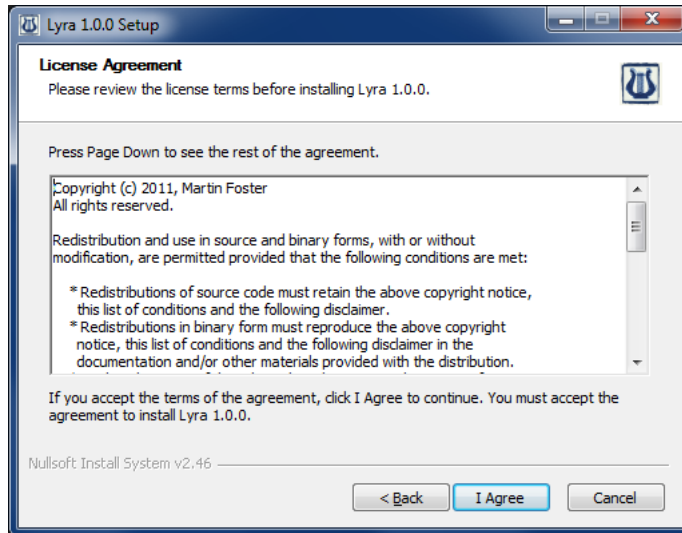 Lyra 1.0.0 Setup
License Agreement
Please review the license terms before installing Lyra 1.0.0.
Press Page Down to see the rest of the agreement.
Copyright (c) 2011, Martin Foster
All rights reserved.
Redistribution and use in source and binary forms, with or without
modification, are permitted provided that the following conditions are met:
* Redistributions of source code must retain the above copyright notice,
this list of conditions and the following disclaimer.
* Redistributions in binary form must reproduce the above copyright
notice, this list of conditions and the following disclaimer in the
documentation and/or other materials provided with the distribution.
If you accept the terms of the agreement, click I Agree to continue. You must accept the
agreement to install Lyra 1.0.0.
Nullsoft Install System v2.46
< Back I Agree Cancel